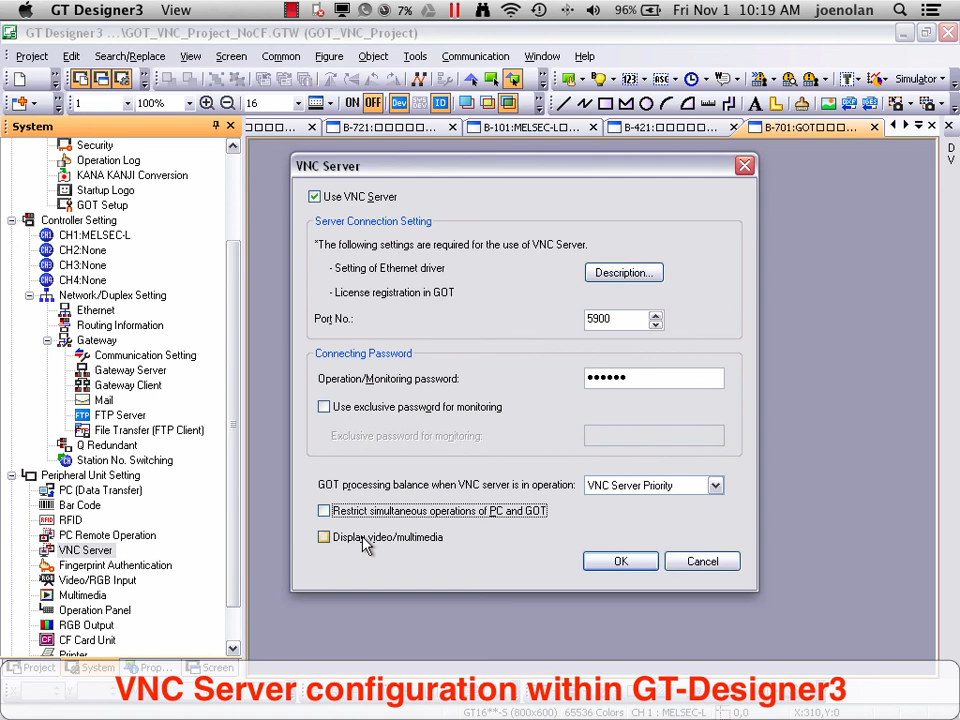 GT Designer3 View 7% 96% Fri Nov 1 10:19 AM joenolan
GT Designer3 ...\GOT_VNC_Project_NoCF.GTW (GOT_VNC_Project)
Project Edit Search/Replace View Screen Common Figure Object Tools Communication Window Help
Simulator
1 100% 16 ON OFF Dev ID
System
B-721:□□□□□... B-101:MELSEC-L□... B-421:□□□□□... B-701:GOT□□□...
D
V
Security
Operation Log
KANA KANJI Conversion
Startup Logo
GOT Setup
Controller Setting
CH1:MELSEC-L
CH2:None
CH3:None
CH4:None
Network/Duplex Setting
Ethernet
Routing Information
Gateway
Communication Setting
Gateway Server
Gateway Client
Mail
FTP Server
File Transfer (FTP Client)
Q Redundant
Station No. Switching
Peripheral Unit Setting
PC (Data Transfer)
Bar Code
RFID
PC Remote Operation
VNC Server
Fingerprint Authentication
Video/RGB Input
Multimedia
Operation Panel
RGB Output
CF Card Unit
Printer
Project System Prop... Screen
VNC Server
Use VNC Server
Server Connection Setting
*The following settings are required for the use of VNC Server.
- Setting of Ethernet driver
Description...
- License registration in GOT
Port No.: 5900
Connecting Password
Operation/Monitoring password: ••••••
Use exclusive password for monitoring
Exclusive password for monitoring:
GOT processing balance when VNC server is in operation: VNC Server Priority
Restrict simultaneous operations of PC and GOT
Display video/multimedia
OK Cancel
VNC Server configuration within GT-Designer3
GT16**-S (800x600) 65536 Colors CH 1 : MELSEC-L 0,0 X:310,Y:0